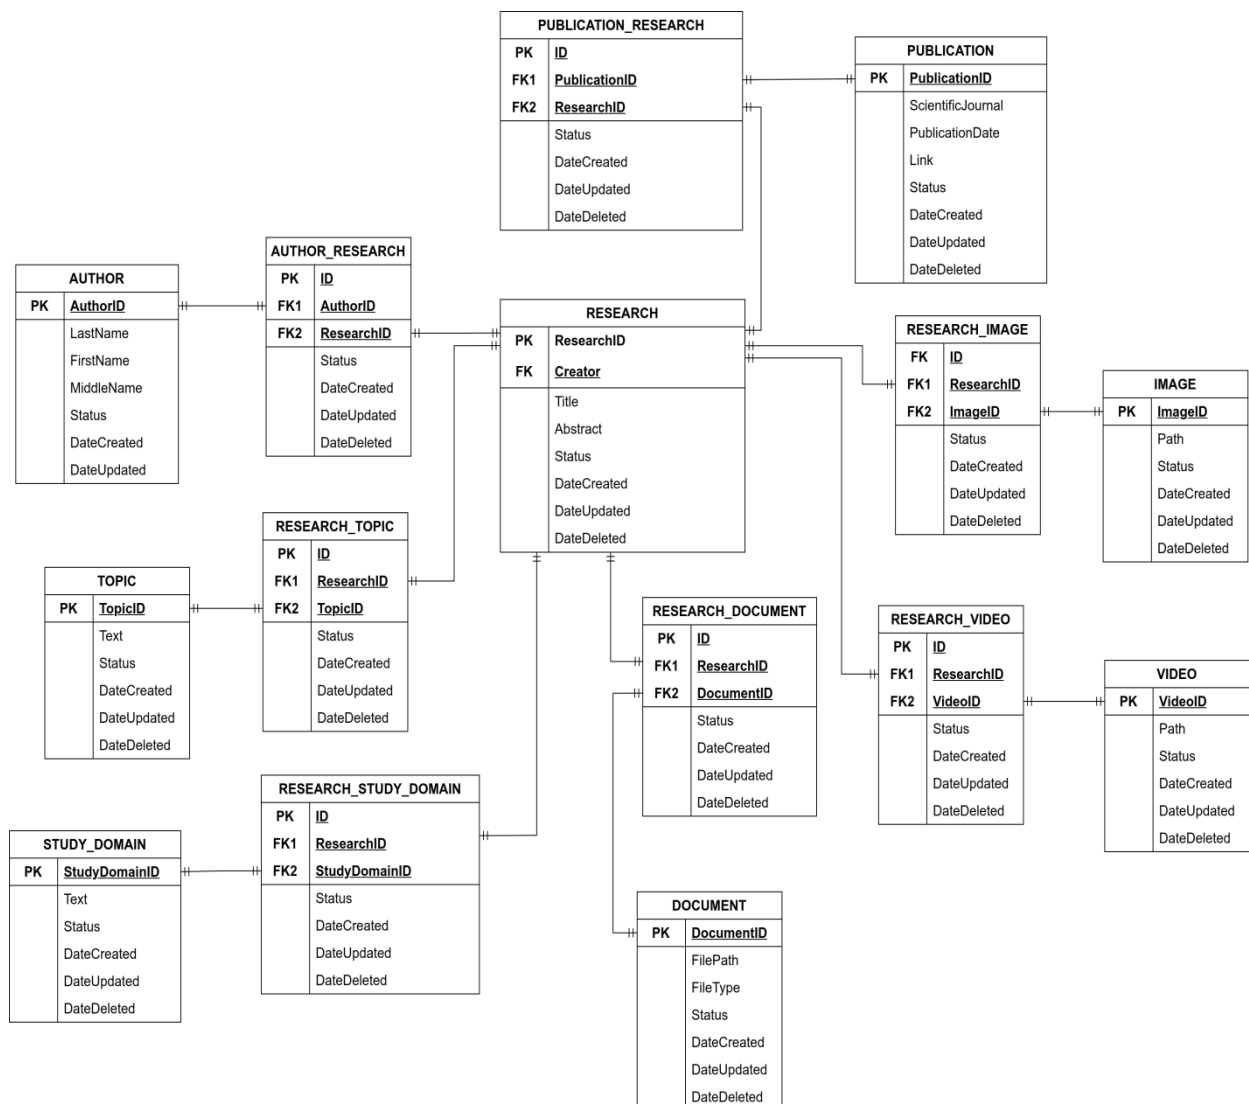 PUBLICATION_RESEARCH
PK ID
FK1 PublicationID
FK2 ResearchID
Status
DateCreated
DateUpdated
DateDeleted
PUBLICATION
PK PublicationID
ScientificJournal
PublicationDate
Link
Status
DateCreated
DateUpdated
DateDeleted
AUTHOR
PK AuthorID
LastName
FirstName
MiddleName
Status
DateCreated
DateUpdated
AUTHOR_RESEARCH
PK ID
FK1 AuthorID
FK2 ResearchID
Status
DateCreated
DateUpdated
DateDeleted
RESEARCH
PK ResearchID
FK Creator
Title
Abstract
Status
DateCreated
DateUpdated
DateDeleted
RESEARCH_IMAGE
FK ID
FK1 ResearchID
FK2 ImageID
Status
DateCreated
DateUpdated
DateDeleted
IMAGE
PK ImageID
Path
Status
DateCreated
DateUpdated
DateDeleted
TOPIC
PK TopicID
Text
Status
DateCreated
DateUpdated
DateDeleted
RESEARCH_TOPIC
PK ID
FK1 ResearchID
FK2 TopicID
Status
DateCreated
DateUpdated
DateDeleted
RESEARCH_DOCUMENT
PK ID
FK1 ResearchID
FK2 DocumentID
Status
DateCreated
DateUpdated
DateDeleted
RESEARCH_VIDEO
PK ID
FK1 ResearchID
FK2 VideoID
Status
DateCreated
DateUpdated
DateDeleted
VIDEO
PK VideoID
Path
Status
DateCreated
DateUpdated
DateDeleted
STUDY_DOMAIN
PK StudyDomainID
Text
Status
DateCreated
DateUpdated
DateDeleted
RESEARCH_STUDY_DOMAIN
PK ID
FK1 ResearchID
FK2 StudyDomainID
Status
DateCreated
DateUpdated
DateDeleted
DOCUMENT
PK DocumentID
FilePath
FileType
Status
DateCreated
DateUpdated
DateDeleted